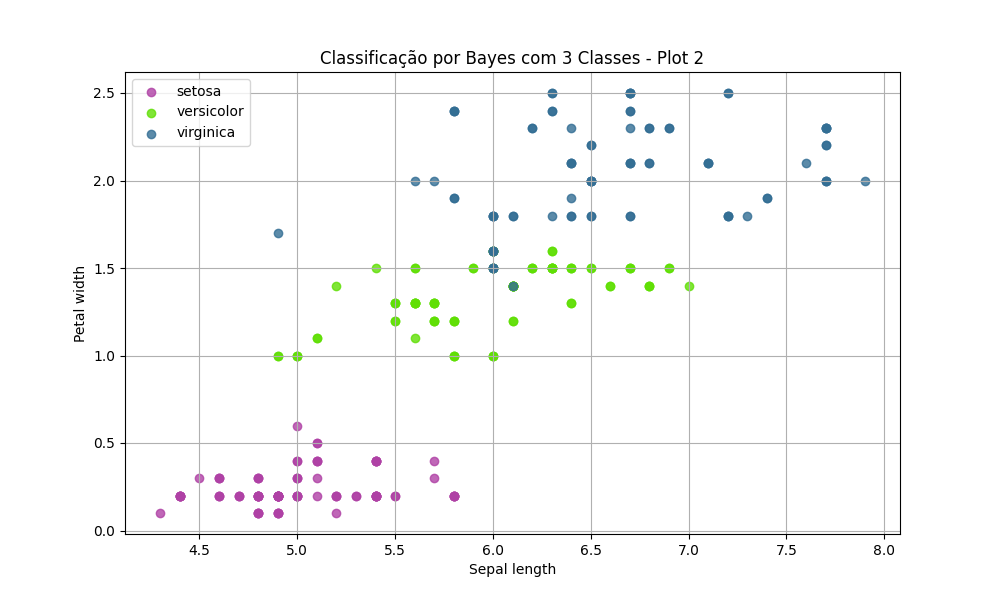 Classificação por Bayes com 3 Classes - Plot 2
setosa
versicolor
virginica
Petal width
2.5
2.0
1.5
1.0
0.5
0.0
4.5 5.0 5.5 6.0 6.5 7.0 7.5 8.0
Sepal length